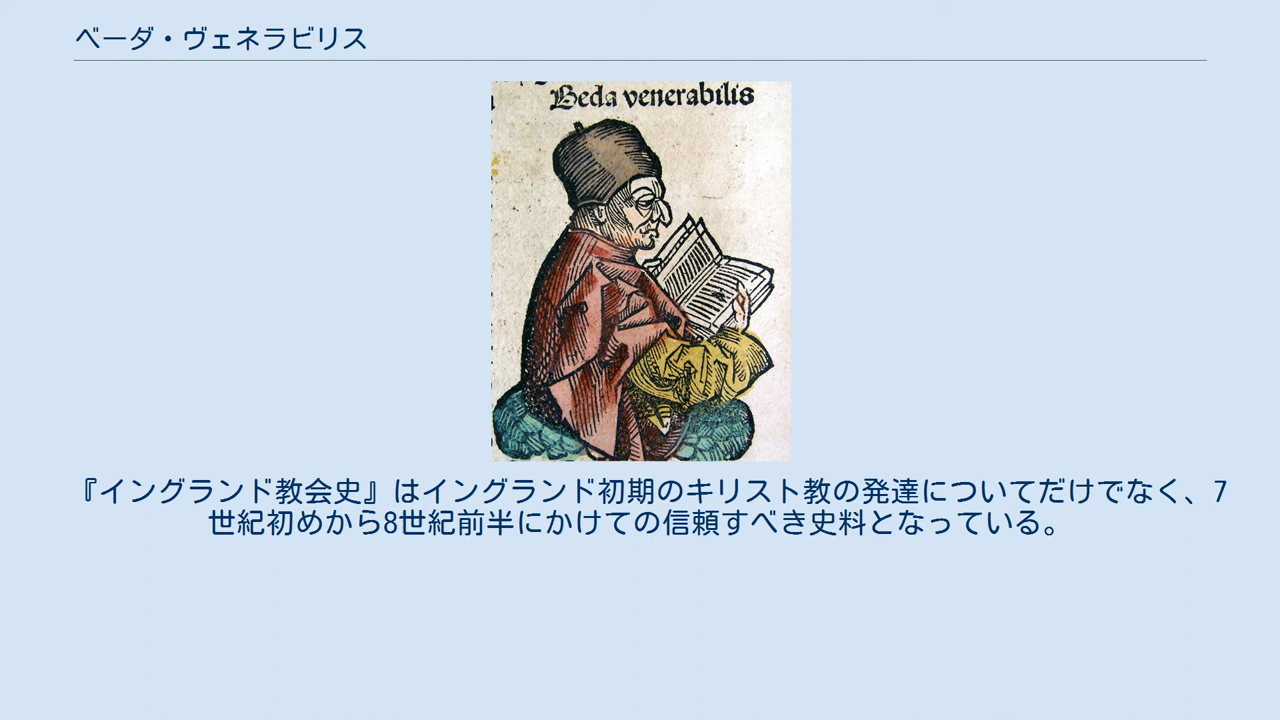 ベーダ・ヴェネラビリス
Beda venerabilis
『イングランド教会史』はイングランド初期のキリスト教の発達についてだけでなく、7
世紀初めから8世紀前半にかけての信頼すべき史料となっている。